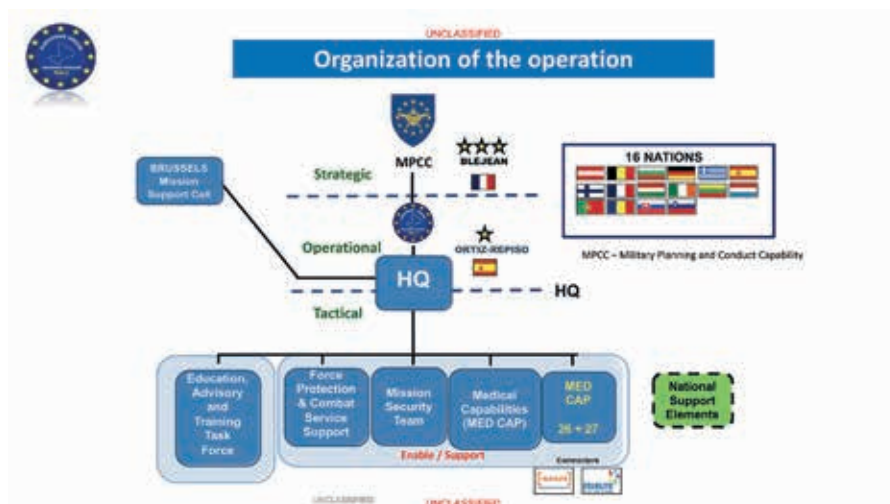 UNCLASSIFIED
Organization of the operation
MPCC
BLEJEAN
16 NATIONS
BRUSSELS
Mission
Support Cell
Strategic
Operational
ORTIZ-REPISO
MPCC – Military Planning and Conduct Capability
HQ
HQ
Tactical
Education,
Advisory
and
Training
Task
Force
Force
Protection
& Combat
Service
Support
Mission
Security
Team
Medical
Capabilities
(MED CAP)
MED
CAP
26 + 27
National
Support
Elements
Enable / Support
UNCLASSIFIED
UNCLASSIFIED